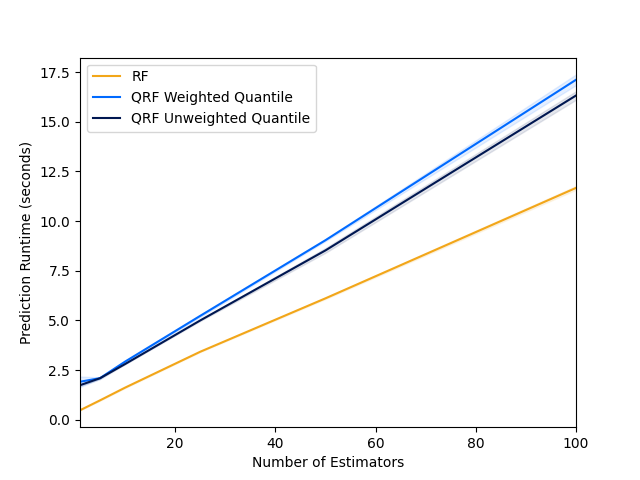 RF
QRF Weighted Quantile
QRF Unweighted Quantile
17.5
15.0
12.5
10.0
7.5
5.0
2.5
0.0
Prediction Runtime (seconds)
20 40 60 80 100
Number of Estimators